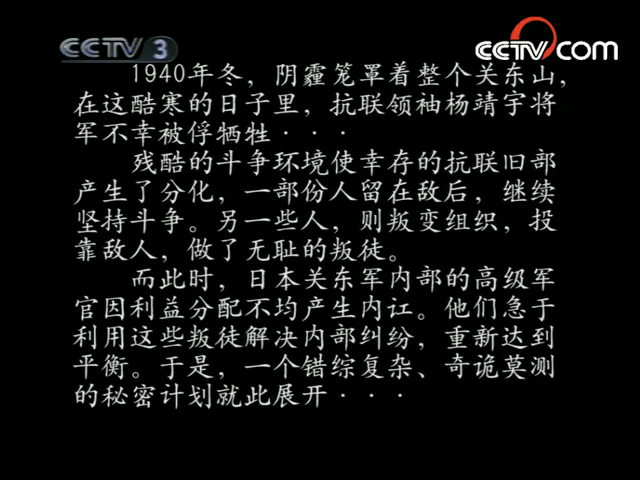 CCTV 3
CCTV.com
1940年冬，阴霾笼罩着整个关东山，
在这酷寒的日子里，抗联领袖杨靖宇将
军不幸被俘牺牲···
残酷的斗争环境使幸存的抗联旧部
产生了分化，一部份人留在敌后，继续
坚持斗争。另一些人，则叛变组织，投
靠敌人，做了无耻的叛徒。
而此时，日本关东军内部的高级军
官因利益分配不均产生内讧。他们急于
利用这些叛徒解决内部纠纷，重新达到
平衡。于是，一个错综复杂、奇诡莫测
的秘密计划就此展开···